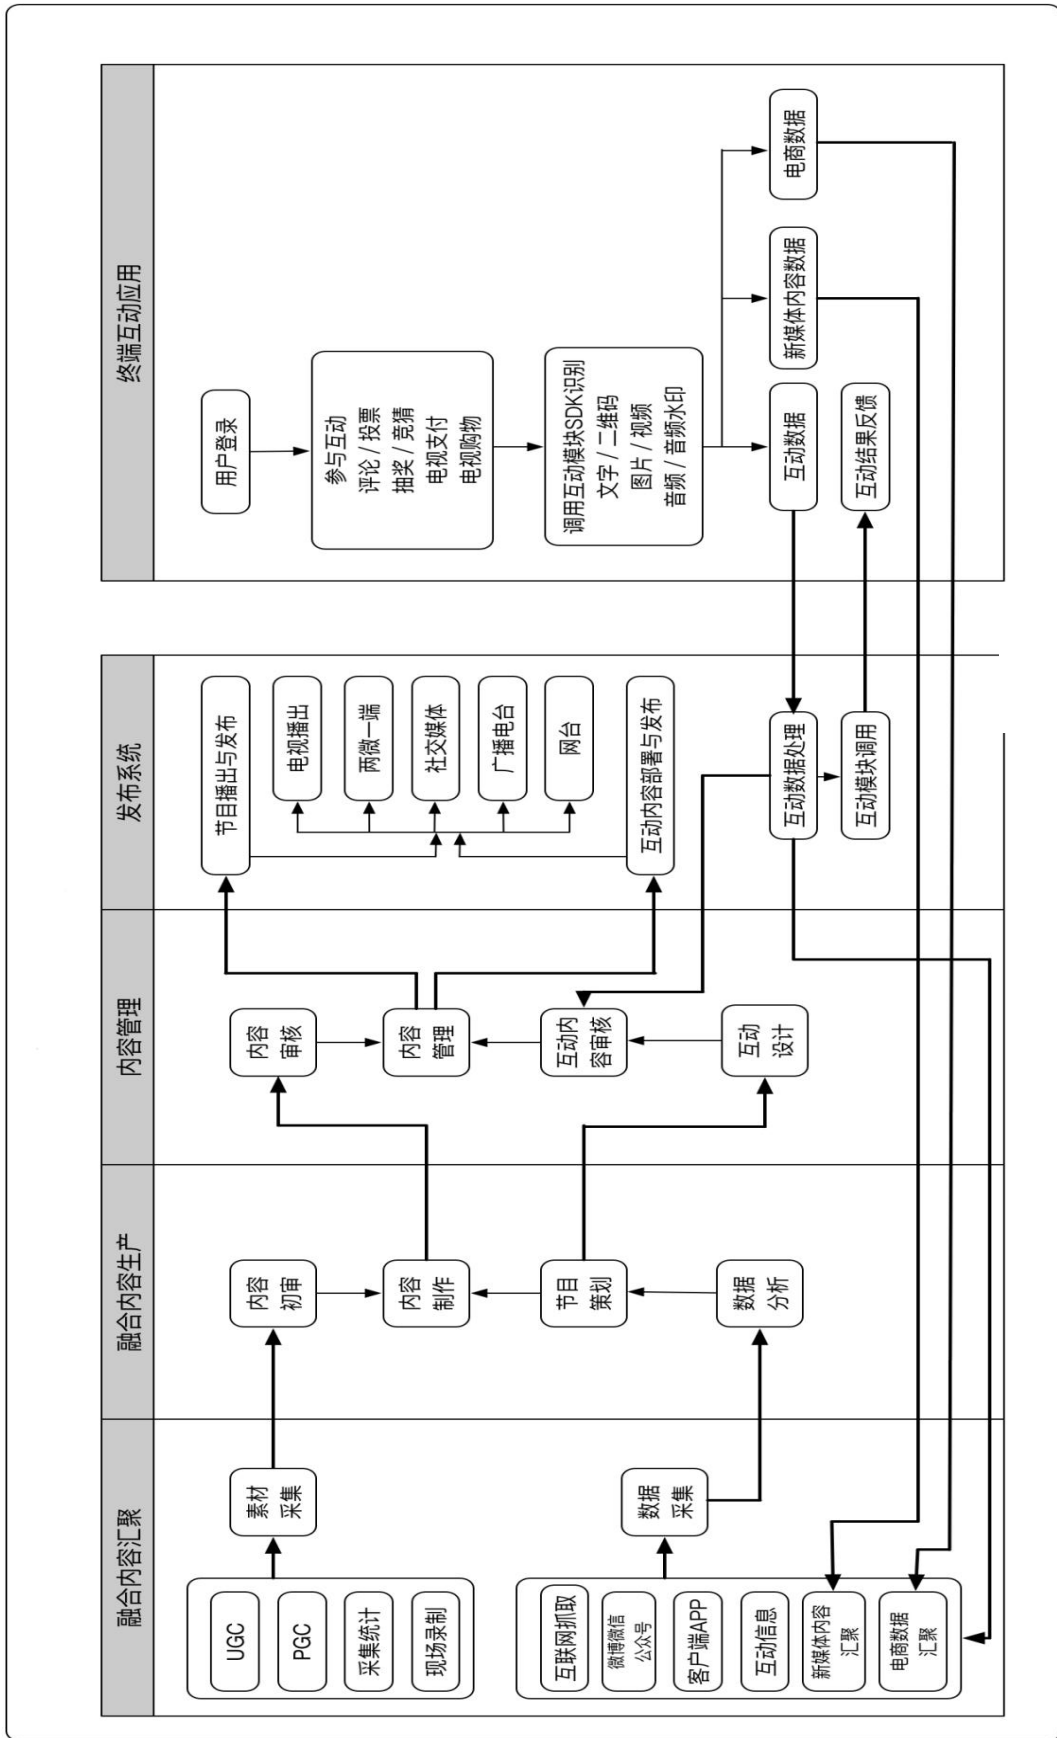 融合内容汇聚
UGC
PGC
采集统计
现场录制
素材
采集
互联网抓取
微博微信
公众号
客户端APP
互动信息
新媒体内容
汇聚
电商数据
汇聚
数据
采集
融合内容生产
内容
初审
内容
制作
节目
策划
数据
分析
内容管理
内容
审核
内容
管理
互动内
容审核
互动
设计
发布系统
节目播出与发布
电视播出
两微一端
社交媒体
广播电台
网台
互动内容部署与发布
互动数据处理
互动模块调用
终端互动应用
用户登录
参与互动
评论 / 投票
抽奖 / 竞猜
电视支付
电视购物
调用互动模块SDK识别
文字 / 二维码
图片 / 视频
音频 / 音频水印
互动数据
新媒体内容数据
电商数据
互动结果反馈